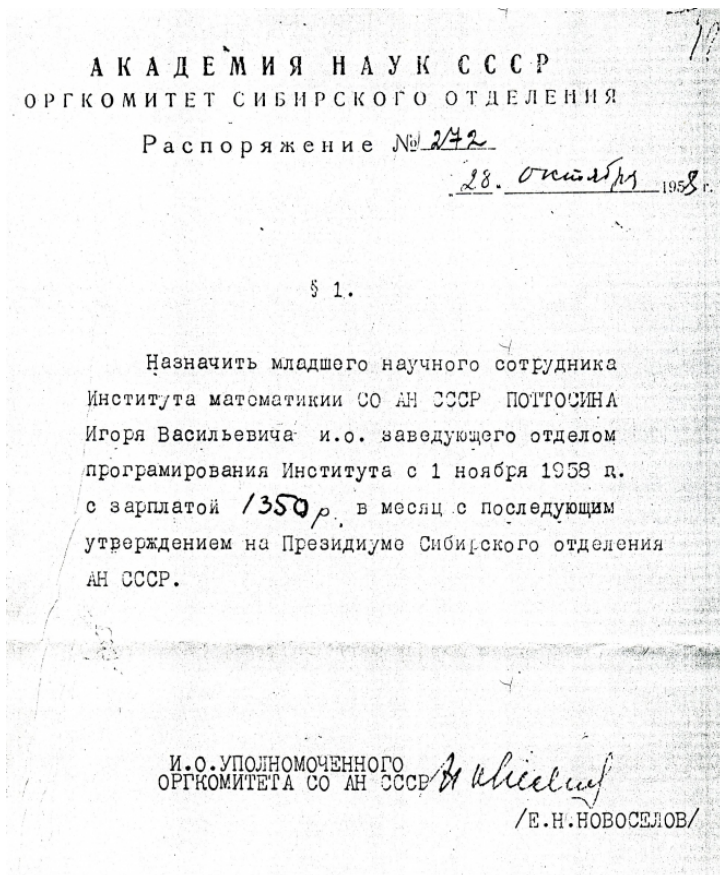 АКАДЕМИЯ НАУК СССР
ОРГКОМИТЕТ СИБИРСКОГО ОТДЕЛЕНИЯ
Распоряжение № 272
28. октября 1958 г.
§ 1.
Назначить младшего научного сотрудника
Института математикии СО АН СССР ПОТТОСИНА
Игоря Васильевича и.о. заведующего отделом
програмирования Института с 1 ноября 1958 г.
с зарплатой 1350 р. в месяц с последующим
утверждением на Президиуме Сибирского отделения
АН СССР.
И.О.УПОЛНОМОЧЕННОГО
ОРГКОМИТЕТА СО АН СССР
/Е.Н.НОВОСЕЛОВ/